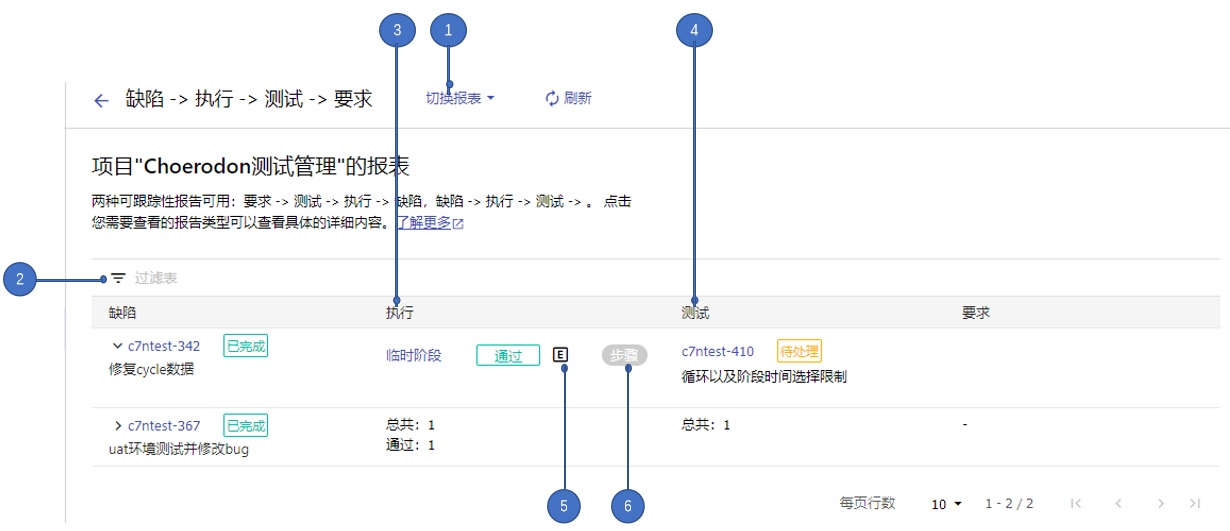 3 1 4
缺陷 -> 执行 -> 测试 -> 要求 切换报表 刷新
项目"Choerodon测试管理"的报表
两种可跟踪性报告可用：要求 -> 测试 -> 执行 -> 缺陷，缺陷 -> 执行 -> 测试 -> 。 点击
您需要查看的报告类型可以查看具体的详细内容。 了解更多
2 过滤表
缺陷 执行 测试 要求
c7ntest-342 已完成 临时阶段 通过 E 步骤 c7ntest-410 待处理
修复cycle数据 循环以及阶段时间选择限制
c7ntest-367 已完成 总共：1 总共：1 -
uat环境测试并修改bug 通过：1
5 6 每页行数 10 1 - 2 / 2